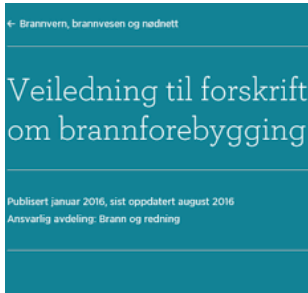 ← Brannvern, brannvesen og nødnett
Veiledning til forskrift
om brannforebygging
Publisert januar 2016, sist oppdatert august 2016
Ansvarlig avdeling: Brann og redning